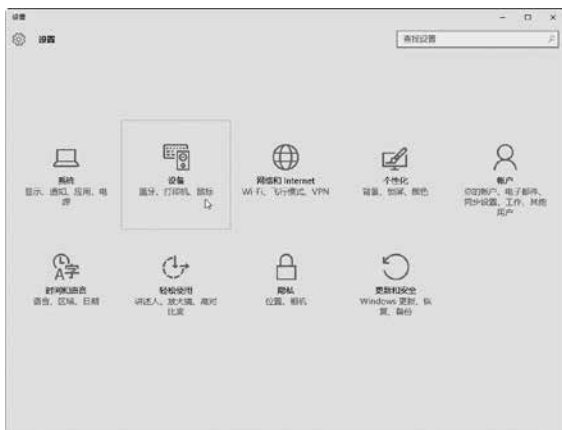 设置
设置
查找设置
系统
显示、通知、应用、电
源
设备
蓝牙、打印机、鼠标
网络和 Internet
Wi-Fi、飞行模式、VPN
个性化
背景、锁屏、颜色
帐户
你的帐户、电子邮件、
同步设置、工作、其他
用户
时间和语言
语音、区域、日期
轻松使用
讲述人、放大镜、高对
比度
隐私
位置、相机
更新和安全
Windows 更新、恢
复、备份